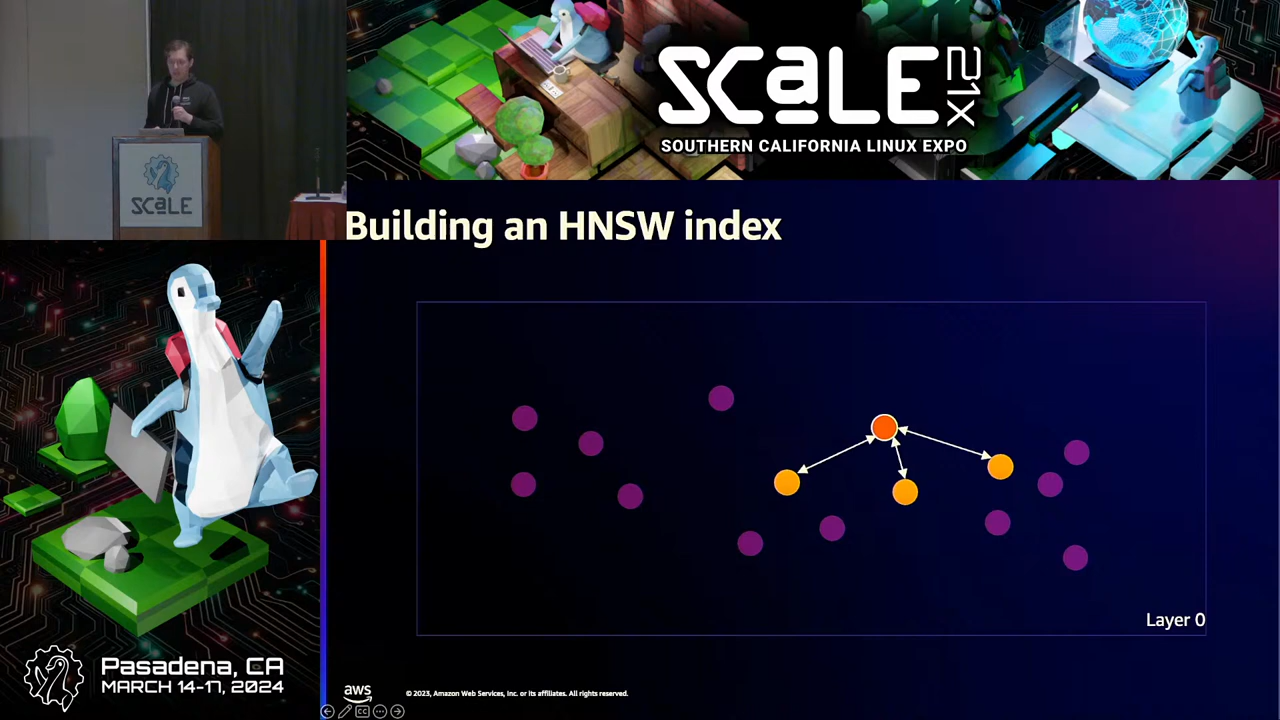 SCALE 21X
SOUTHERN CALIFORNIA LINUX EXPO
SCALE
Building an HNSW index
Layer 0
Pasadena, CA
MARCH 14-17, 2024
aws
© 2023, Amazon Web Services, Inc. or its affiliates. All rights reserved.
CC